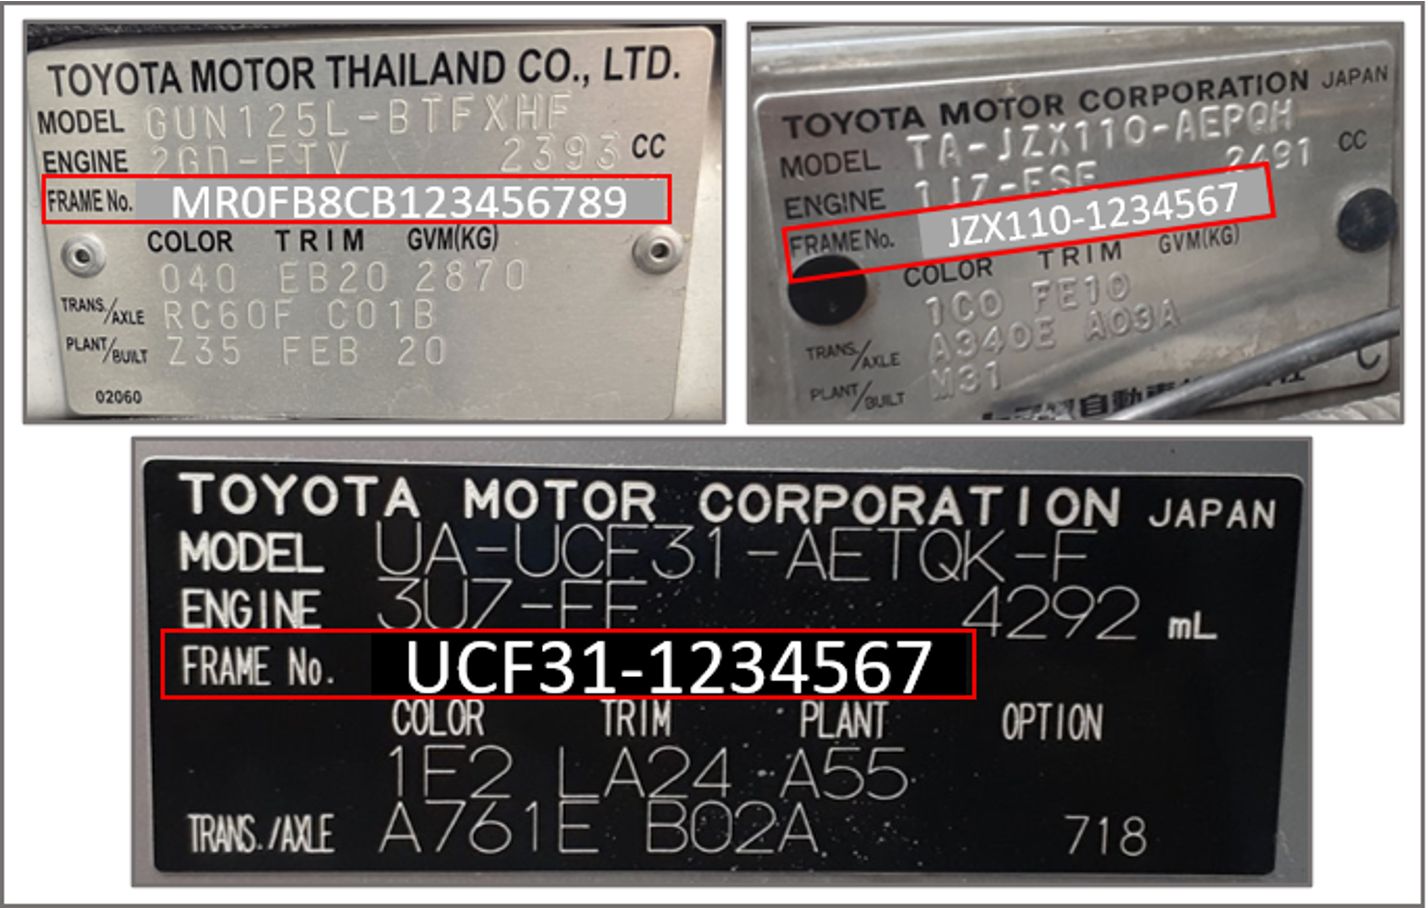 TOYOTA MOTOR THAILAND CO., LTD.
MODEL GUN125L-BTFXHF
ENGINE 2GD-FTV 2393 CC
FRAME No. MR0FB8CB123456789
COLOR TRIM GVM(KG)
040 EB20 2870
TRANS./AXLE RC60F C01B
PLANT/BUILT Z35 FEB 20
02060
TOYOTA MOTOR CORPORATION JAPAN
MODEL TA-JZX110-AEPQH
ENGINE 1JZ-FSE 2491 CC
FRAME No. JZX110-1234567
COLOR TRIM GVM(KG)
1C0 FE10
TRANS./AXLE A340E A03A
PLANT/BUILT M31
自動車
C
TOYOTA MOTOR CORPORATION JAPAN
MODEL UA-UCF31-AETQK-F
ENGINE 3UZ-FE 4292 mL
FRAME No. UCF31-1234567
COLOR TRIM PLANT OPTION
1E2 LA24 A55
TRANS./AXLE A761E B02A 718